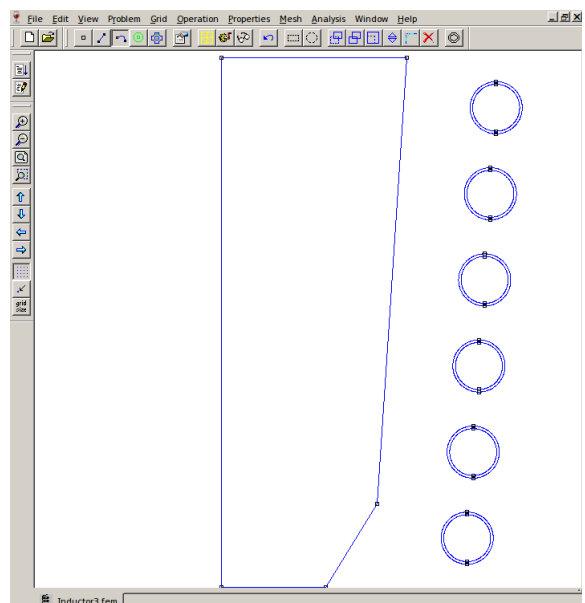 File Edit View Problem Grid Operation Properties Mesh Analysis Window Help
grid
size
Inductor3.fem